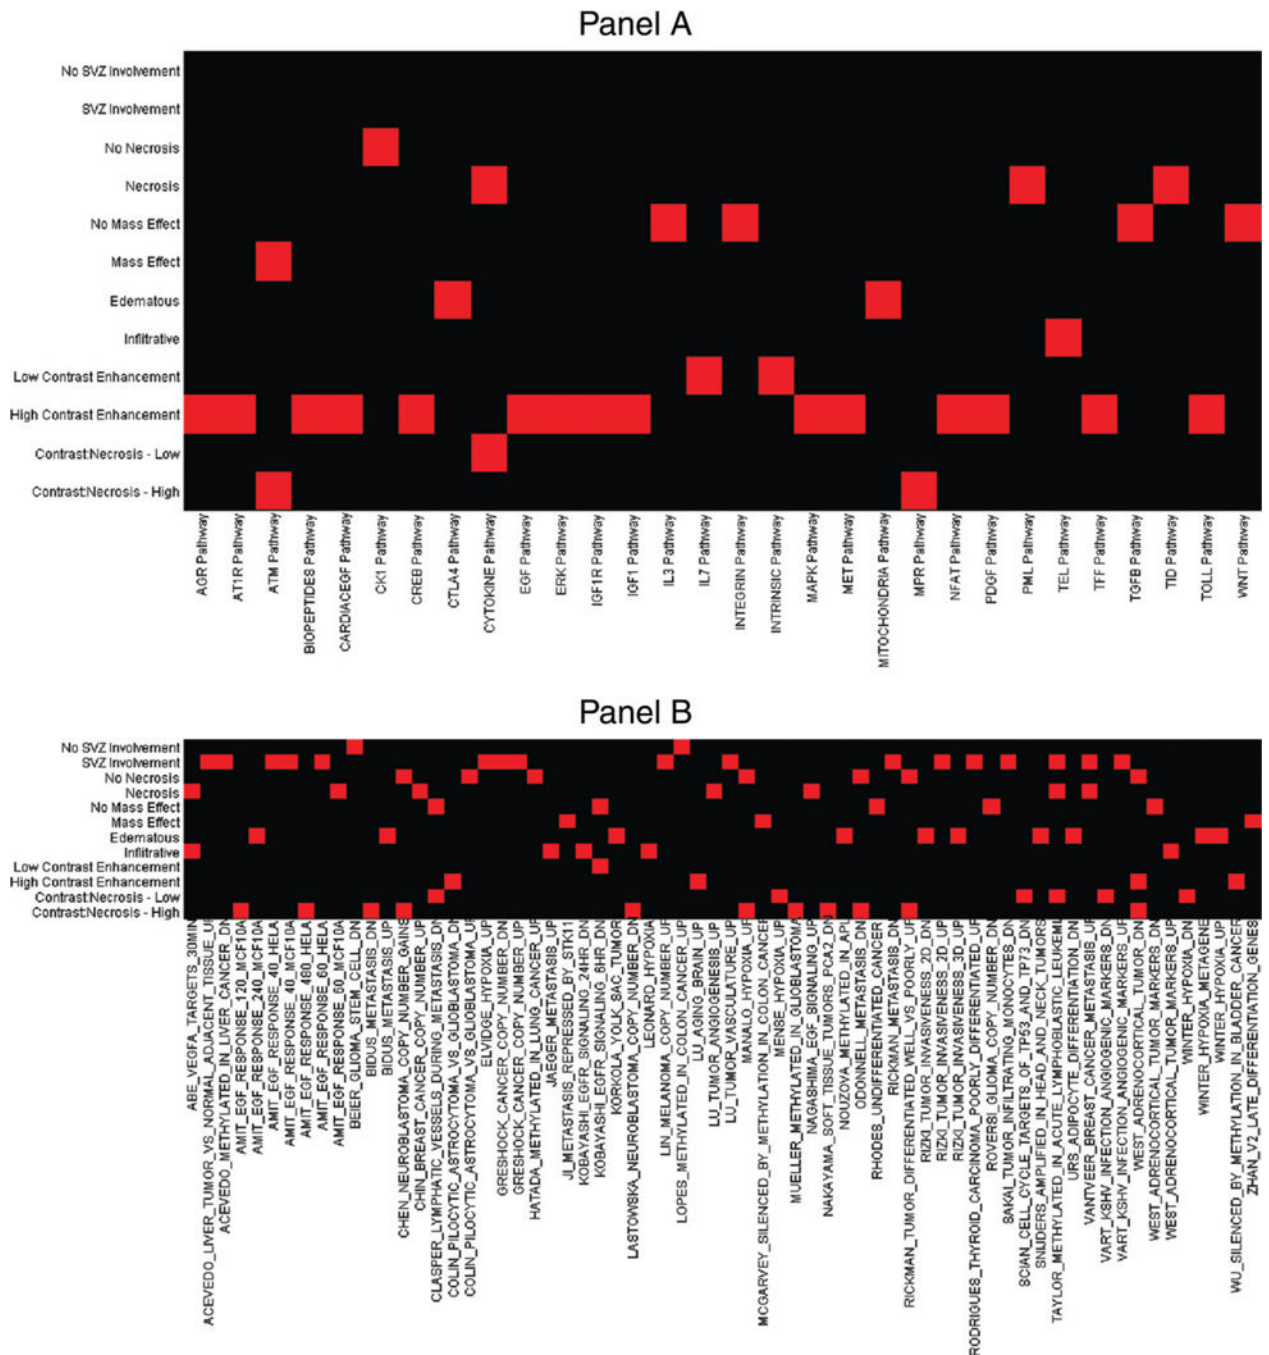 Panel A
No SVZ Involvement
SVZ Involvement
No Necrosis
Necrosis
No Mass Effect
Mass Effect
Edematous
Infiltrative
Low Contrast Enhancement
High Contrast Enhancement
Contrast:Necrosis - Low
Contrast:Necrosis - High
AGR Pathway
AT1R Pathway
ATM Pathway
BIOPEPTIDES Pathway
CARDIACEGF Pathway
CK1 Pathway
CREB Pathway
CTLA4 Pathway
CYTOKINE Pathway
EGF Pathway
ERK Pathway
IGF1R Pathway
IGF1 Pathway
IL3 Pathway
IL7 Pathway
INTEGRIN Pathway
INTRINSIC Pathway
MAPK Pathway
MET Pathway
MITOCHONDRIA Pathway
MPR Pathway
NFAT Pathway
PDGF Pathway
PML Pathway
TEL Pathway
TFF Pathway
TGFB Pathway
TID Pathway
TOLL Pathway
WNT Pathway
Panel B
No SVZ Involvement
SVZ Involvement
No Necrosis
Necrosis
No Mass Effect
Mass Effect
Edematous
Infiltrative
Low Contrast Enhancement
High Contrast Enhancement
Contrast:Necrosis - Low
Contrast:Necrosis - High
ABE_VEGFA_TARGETS_30MIN
ACEVEDO_LIVER_TUMOR_VS_NORMAL_ADJACENT_TISSUE_UP
ACEVEDO_METHYLATED_IN_LIVER_CANCER_DN
AMIT_EGF_RESPONSE_120_MCF10A
AMIT_EGF_RESPONSE_240_MCF10A
AMIT_EGF_RESPONSE_40_HELA
AMIT_EGF_RESPONSE_40_MCF10A
AMIT_EGF_RESPONSE_480_HELA
AMIT_EGF_RESPONSE_60_HELA
AMIT_EGF_RESPONSE_60_MCF10A
BEIER_GLIOMA_STEM_CELL_DN
BIDUS_METASTASIS_DN
BIDUS_METASTASIS_UP
CHEN_NEUROBLASTOMA_COPY_NUMBER_GAINS
CHIN_BREAST_CANCER_COPY_NUMBER_UP
CLASPER_LYMPHATIC_VESSELS_DURING_METASTASIS_DN
COLIN_PILOCYTIC_ASTROCYTOMA_VS_GLIOBLASTOMA_DN
COLIN_PILOCYTIC_ASTROCYTOMA_VS_GLIOBLASTOMA_UP
ELVIDGE_HYPOXIA_UP
GRESHOCK_CANCER_COPY_NUMBER_DN
GRESHOCK_CANCER_COPY_NUMBER_UP
HATADA_METHYLATED_IN_LUNG_CANCER_UP
JAEGER_METASTASIS_UP
JI_METASTASIS_REPRESSED_BY_STK11
KOBAYASHI_EGFR_SIGNALING_24HR_DN
KOBAYASHI_EGFR_SIGNALING_6HR_DN
KORKOLA_YOLK_SAC_TUMOR
LASTOWSKA_NEUROBLASTOMA_COPY_NUMBER_DN
LEONARD_HYPOXIA
LIN_MELANOMA_COPY_NUMBER_UP
LOPES_METHYLATED_IN_COLON_CANCER_UP
LU_AGING_BRAIN_UP
LU_TUMOR_ANGIOGENESIS_UP
LU_TUMOR_VASCULATURE_UP
MANALO_HYPOXIA_UP
MCGARVEY_SILENCED_BY_METHYLATION_IN_COLON_CANCER
MENSE_HYPOXIA_UP
MUELLER_METHYLATED_IN_GLIOBLASTOMA
NAGASHIMA_EGF_SIGNALING_UP
NAKAYAMA_SOFT_TISSUE_TUMORS_PCA2_DN
NOUZOVA_METHYLATED_IN_APL
ODONNELL_METASTASIS_DN
RHODES_UNDIFFERENTIATED_CANCER
RICKMAN_METASTASIS_DN
RICKMAN_TUMOR_DIFFERENTIATED_WELL_VS_POORLY_UP
RIZKI_TUMOR_INVASIVENESS_2D_DN
RIZKI_TUMOR_INVASIVENESS_2D_UP
RIZKI_TUMOR_INVASIVENESS_3D_UP
RODRIGUES_THYROID_CARCINOMA_POORLY_DIFFERENTIATED_UP
ROVERSI_GLIOMA_COPY_NUMBER_DN
SAKAI_TUMOR_INFILTRATING_MONOCYTES_DN
SCIAN_CELL_CYCLE_TARGETS_OF_TP53_AND_TP73_DN
SNIJDERS_AMPLIFIED_IN_HEAD_AND_NECK_TUMORS
TAYLOR_METHYLATED_IN_ACUTE_LYMPHOBLASTIC_LEUKEMI
URS_ADIPOCYTE_DIFFERENTIATION_DN
VANTVEER_BREAST_CANCER_METASTASIS_UP
VART_KSHV_INFECTION_ANGIOGENIC_MARKERS_DN
VART_KSHV_INFECTION_ANGIOGENIC_MARKERS_UP
WEST_ADRENOCORTICAL_TUMOR_DN
WEST_ADRENOCORTICAL_TUMOR_MARKERS_DN
WEST_ADRENOCORTICAL_TUMOR_MARKERS_UP
WINTER_HYPOXIA_DN
WINTER_HYPOXIA_METAGENE
WINTER_HYPOXIA_UP
WU_SILENCED_BY_METHYLATION_IN_BLADDER_CANCER
ZHAN_V2_LATE_DIFFERENTIATION_GENES